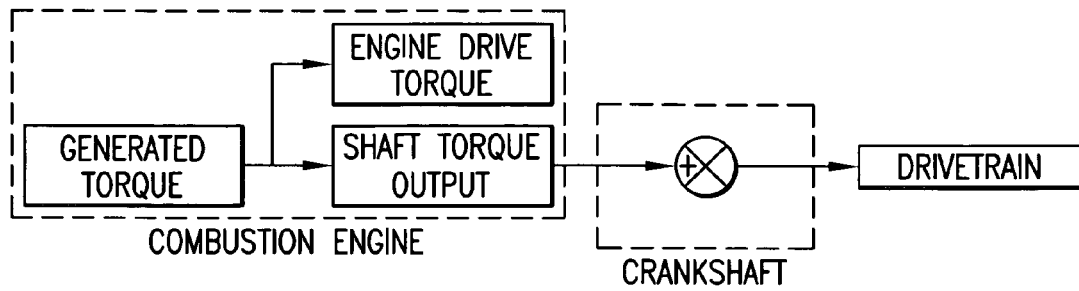 ENGINE DRIVE
TORQUE
GENERATED
TORQUE
SHAFT TORQUE
OUTPUT
+
DRIVETRAIN
COMBUSTION ENGINE
CRANKSHAFT